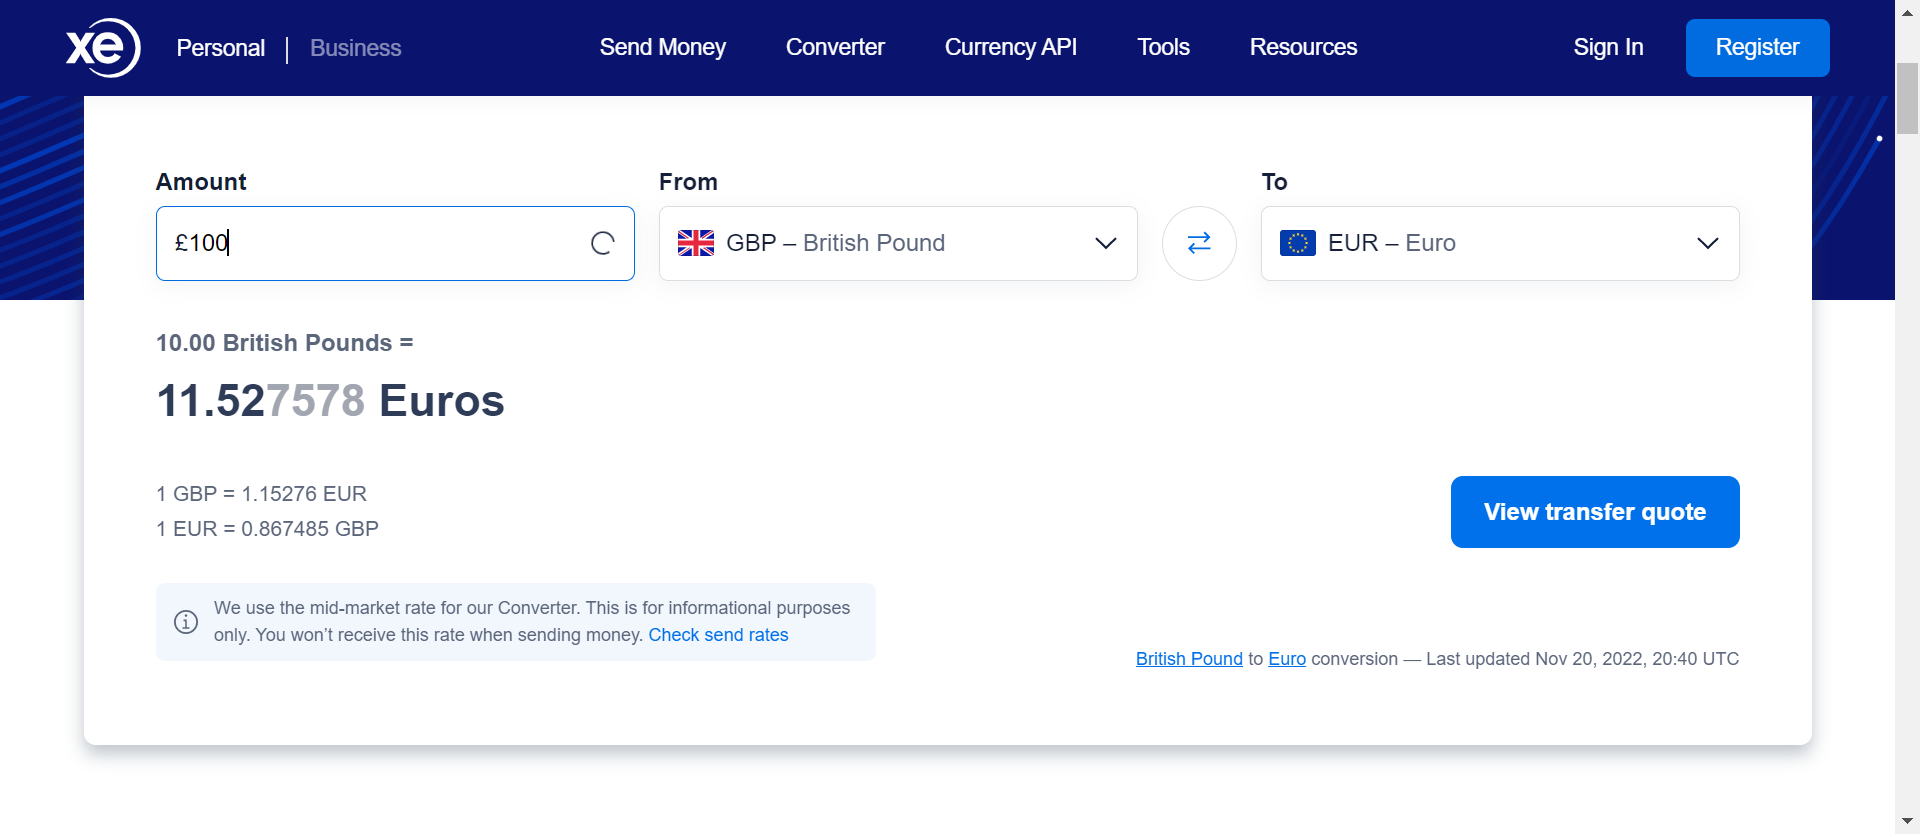 xe Personal | Business Send Money Converter Currency API Tools Resources Sign In Register
Amount From To
£100 GBP – British Pound EUR – Euro
10.00 British Pounds =
11.527578 Euros
1 GBP = 1.15276 EUR
1 EUR = 0.867485 GBP
View transfer quote
We use the mid-market rate for our Converter. This is for informational purposes
only. You won’t receive this rate when sending money. Check send rates
British Pound to Euro conversion — Last updated Nov 20, 2022, 20:40 UTC